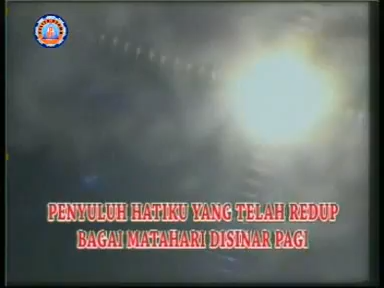 PENYULUH HATIKU YANG TELAH REDUP
BAGAI MATAHARI DISINAR PAGI